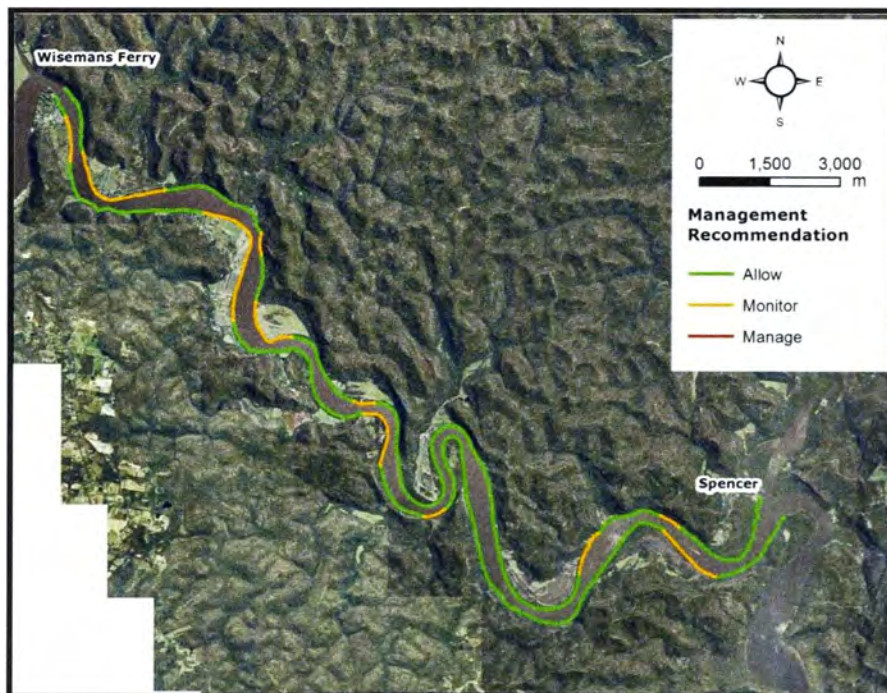 Wisemans Ferry
N
W E
S
0 1,500 3,000
m
Management
Recommendation
Allow
Monitor
Manage
Spencer